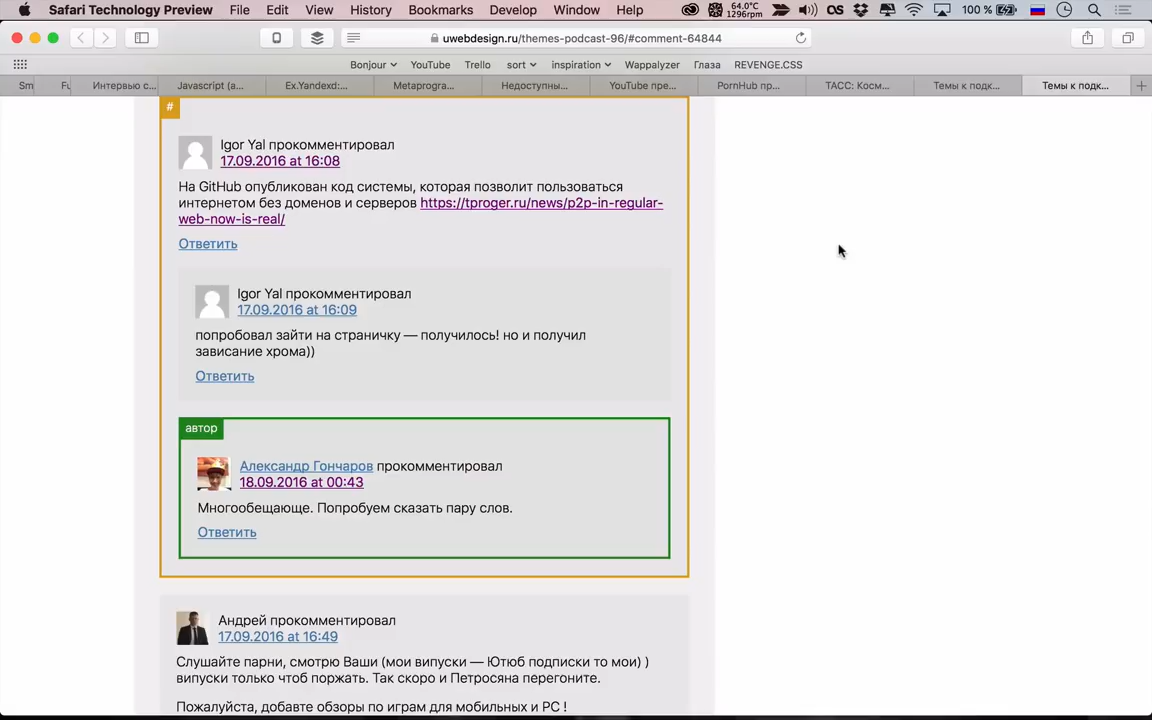 Safari Technology Preview File Edit View History Bookmarks Develop Window Help 64.0°C 1296rpm 100 %
uwebdesign.ru/themes-podcast-96/#comment-64844
Bonjour YouTube Trello sort inspiration Wappalyzer Глаза REVENGE.CSS
Sm Fu Интервью с... Javascript (a... Ex.Yandexd:... Metaprogra... Недоступны... YouTube пре... PornHub пр... ТАСС: Косм... Темы к подк... Темы к подк...
#
Igor Yal прокомментировал
17.09.2016 at 16:08
На GitHub опубликован код системы, которая позволит пользоваться
интернетом без доменов и серверов https://tproger.ru/news/p2p-in-regular-
web-now-is-real/
Ответить
Igor Yal прокомментировал
17.09.2016 at 16:09
попробовал зайти на страничку — получилось! но и получил
зависание хрома))
Ответить
автор
Александр Гончаров прокомментировал
18.09.2016 at 00:43
Многообещающе. Попробуем сказать пару слов.
Ответить
Андрей прокомментировал
17.09.2016 at 16:49
Слушайте парни, смотрю Ваши (мои випуски — Ютюб подписки то мои) )
випуски только чтоб поржать. Так скоро и Петросяна перегоните.
Пожалуйста, добавте обзоры по играм для мобильных и PC !